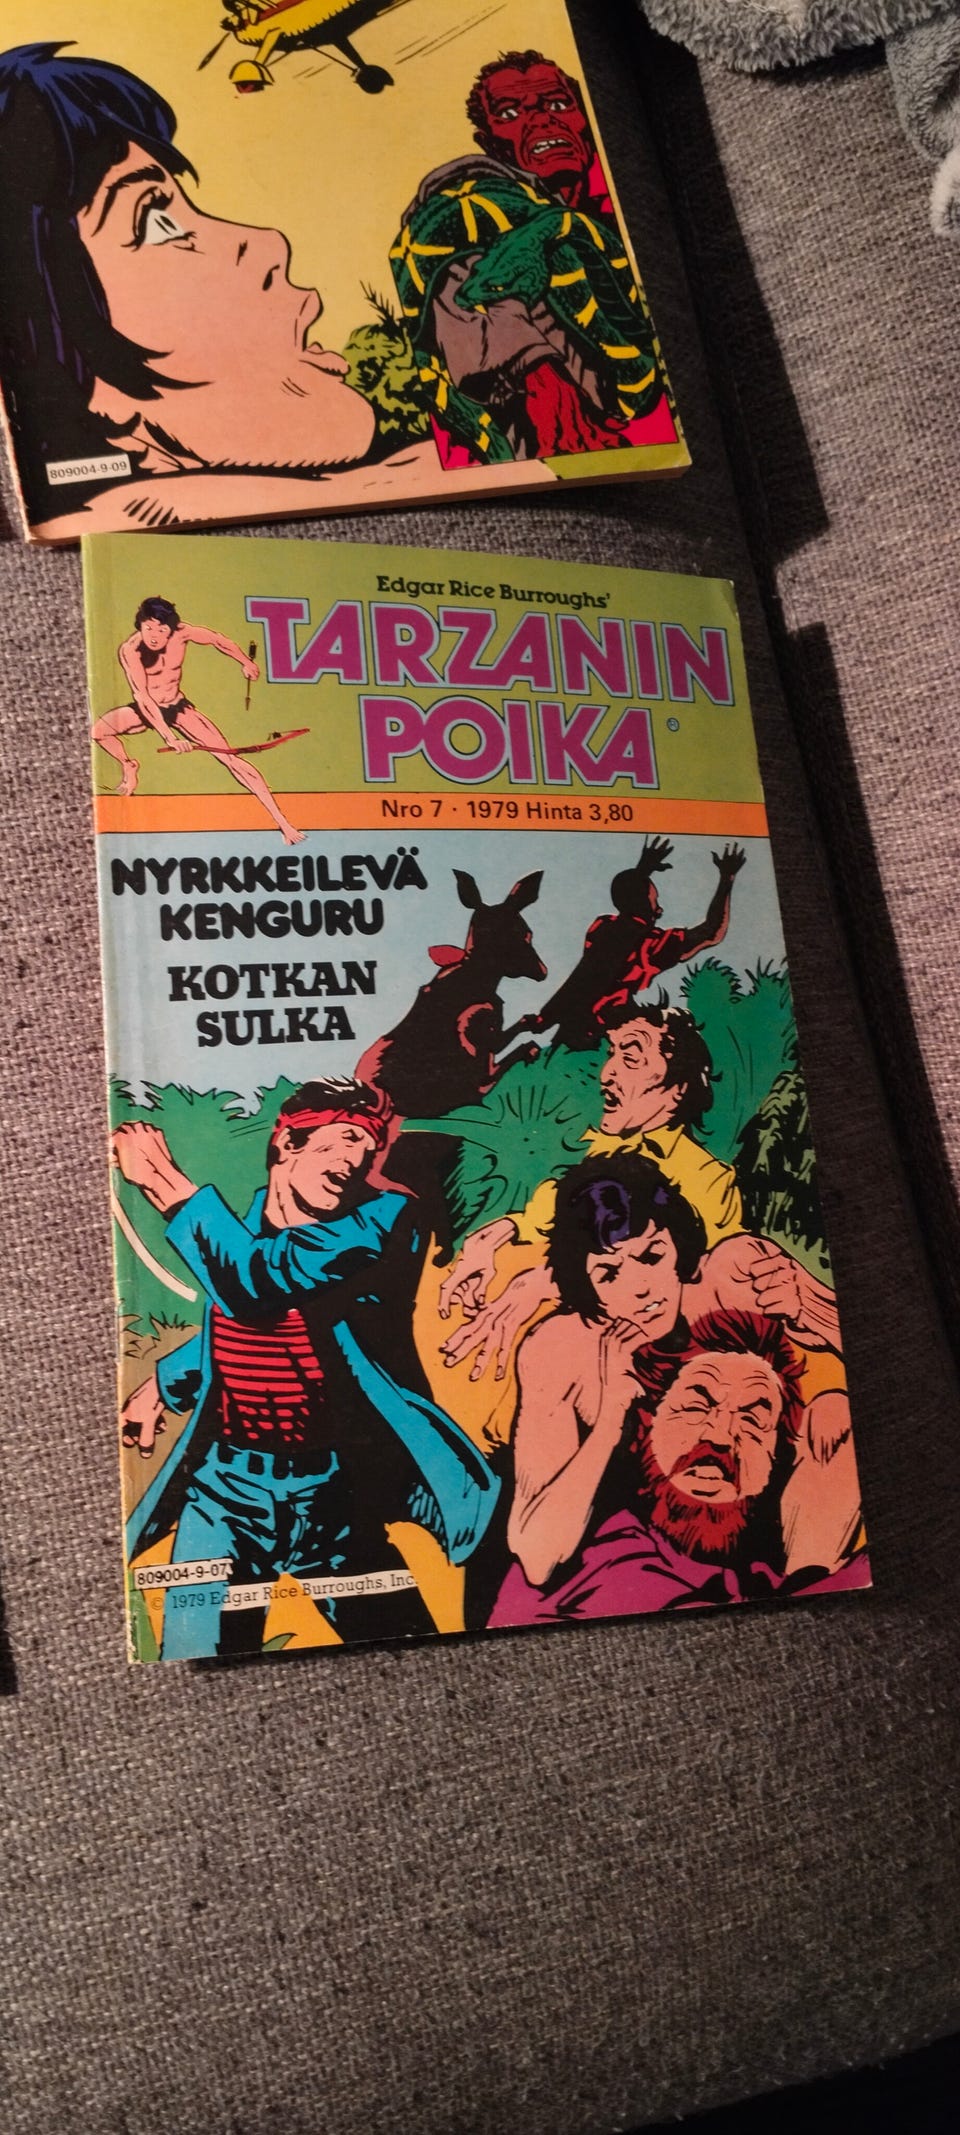 809004-9-09
Edgar Rice Burroughs'
TARZANIN
POIKA®
Nro 7 · 1979 Hinta 3,80
NYRKKEILEVÄ
KENGURU
KOTKAN
SULKA
809004-9-07
© 1979 Edgar Rice Burroughs, Inc.